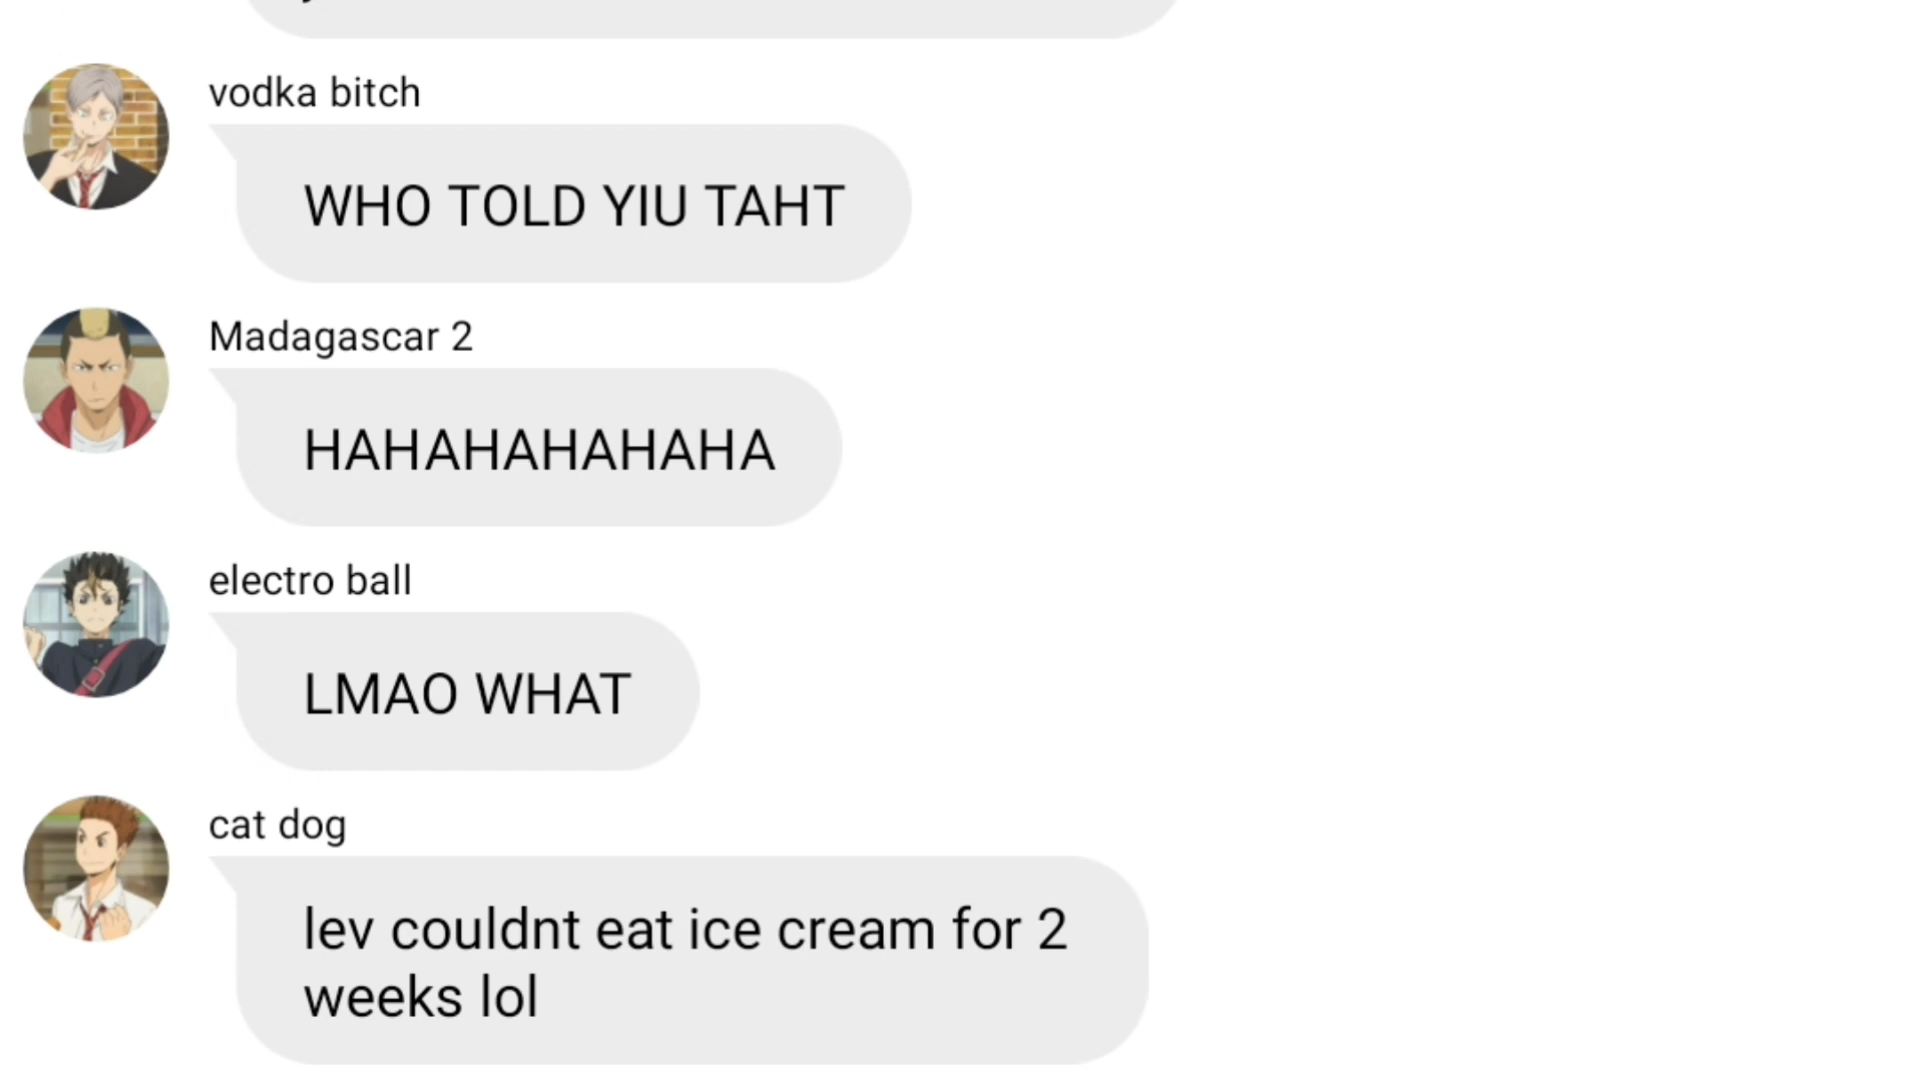 vodka bitch
WHO TOLD YIU TAHT
Madagascar 2
HAHAHAHAHAHA
electro ball
LMAO WHAT
cat dog
lev couldnt eat ice cream for 2
weeks lol